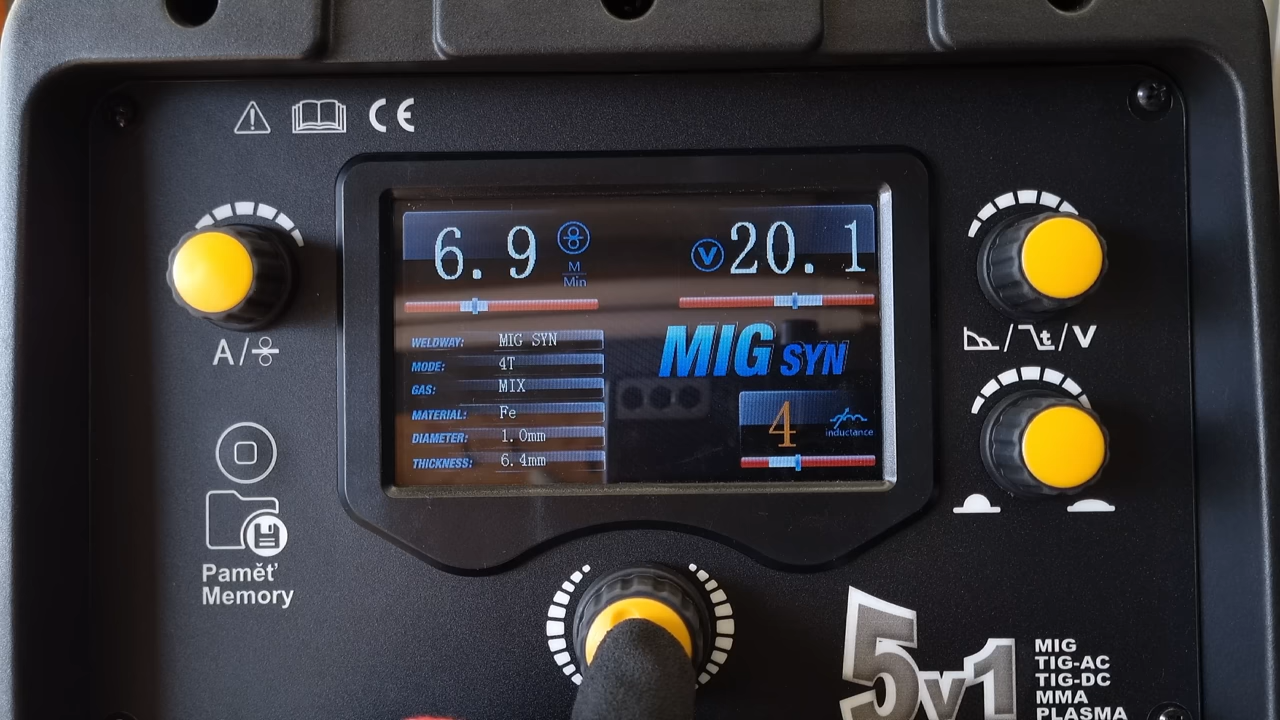 CE
6.9 M
Min
V 20.1
WELDWAY: MIG SYN
MODE: 4T
GAS: MIX
MATERIAL: Fe
DIAMETER: 1.0mm
THICKNESS: 6.4mm
MIG SYN
4 inductance
A/
/t/V
Paměť
Memory
5v1
MIG
TIG-AC
TIG-DC
MMA
PLASMA